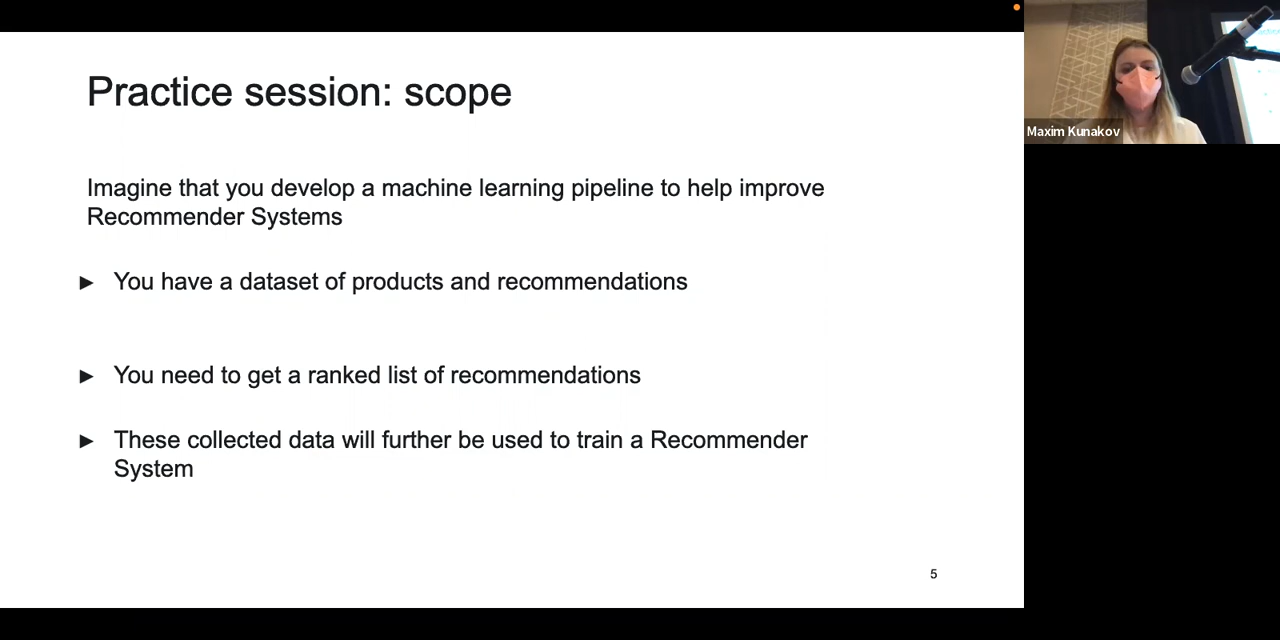 Practice session: scope
Imagine that you develop a machine learning pipeline to help improve
Recommender Systems
► You have a dataset of products and recommendations
► You need to get a ranked list of recommendations
► These collected data will further be used to train a Recommender
System
5
Maxim Kunakov